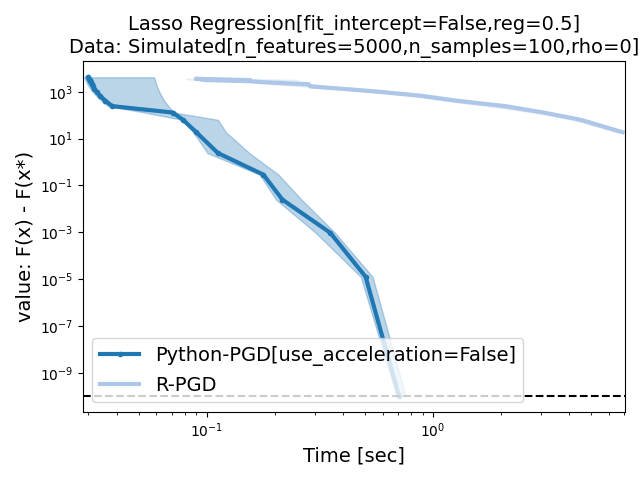 Lasso Regression[fit_intercept=False,reg=0.5]
Data: Simulated[n_features=5000,n_samples=100,rho=0]
value: F(x) - F(x*)
10³
10¹
10⁻¹
10⁻³
10⁻⁵
10⁻⁷
10⁻⁹
Python-PGD[use_acceleration=False]
R-PGD
10⁻¹
10⁰
Time [sec]